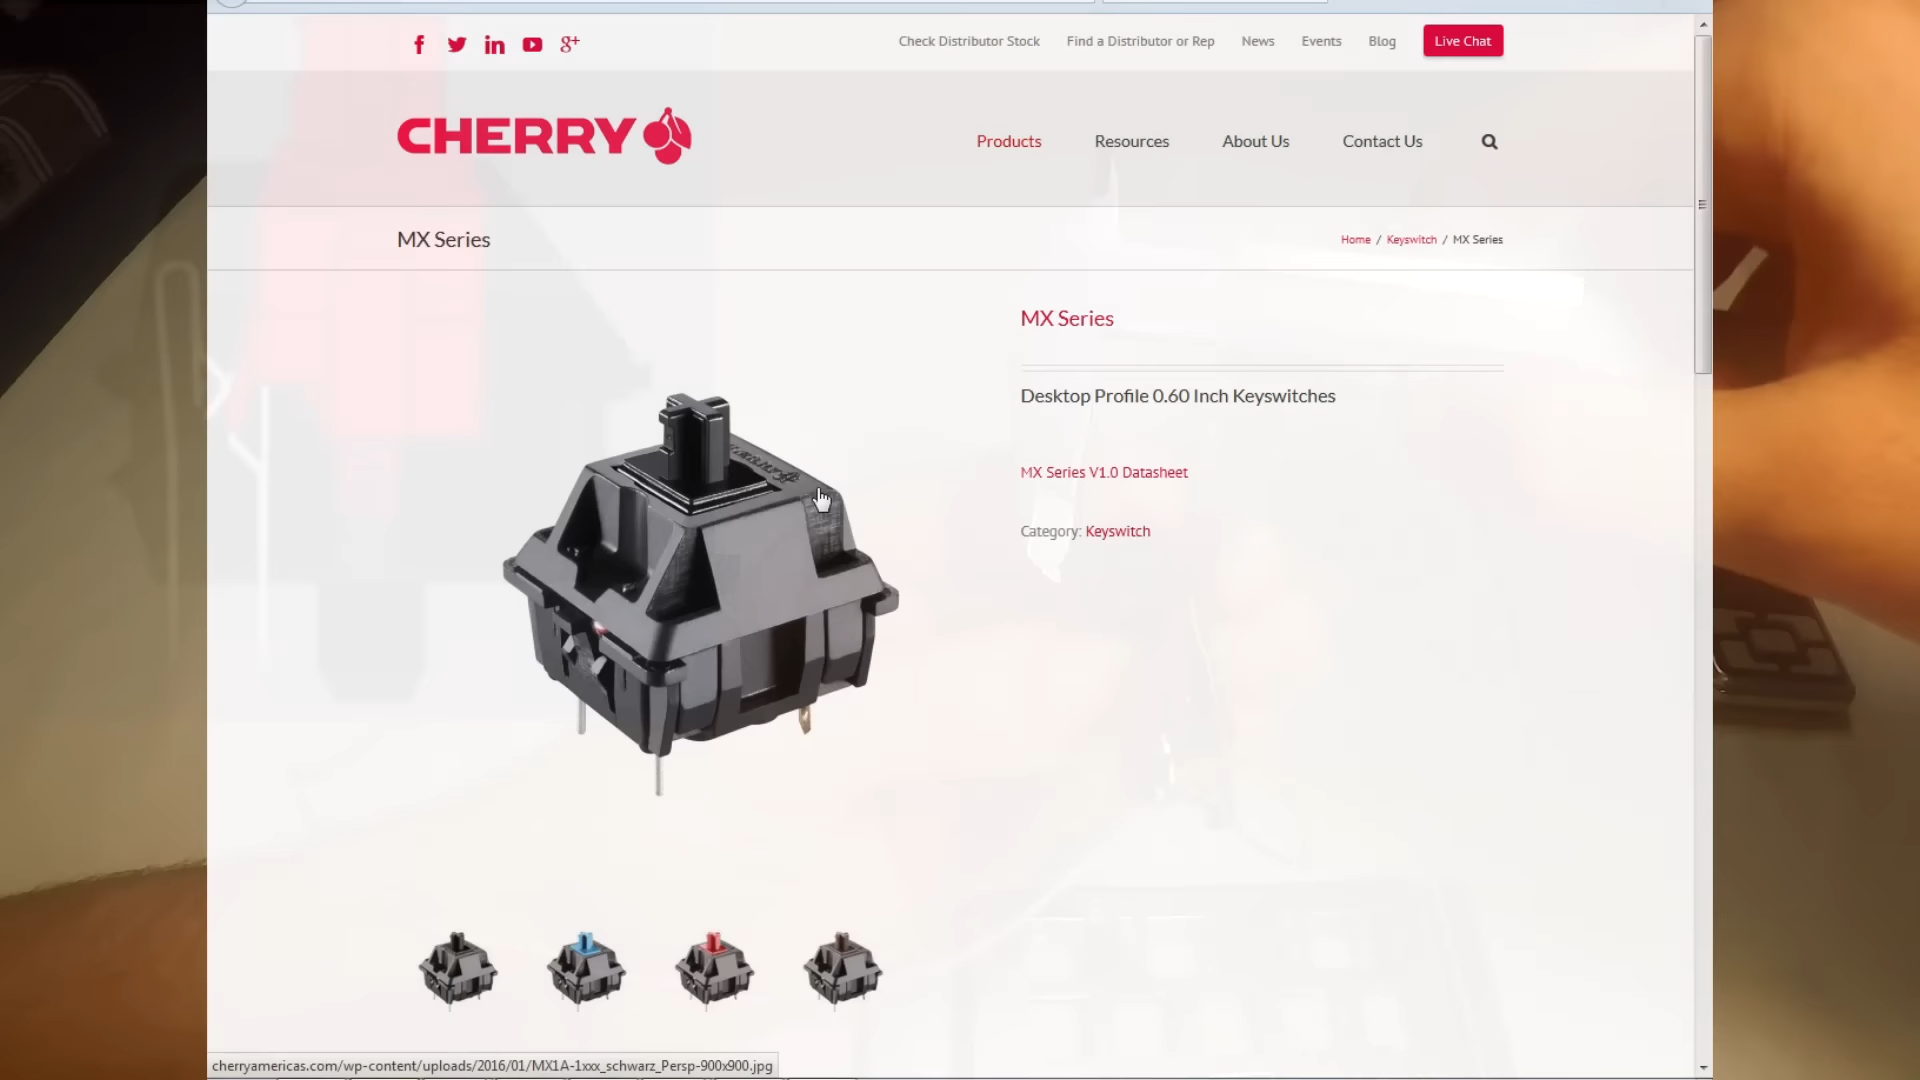 g+
Check Distributor Stock
Find a Distributor or Rep
News
Events
Blog
Live Chat
CHERRY
Products
Resources
About Us
Contact Us
MX Series
Home / Keyswitch / MX Series
MX Series
Desktop Profile 0.60 Inch Keyswitches
MX Series V1.0 Datasheet
Category: Keyswitch
cherryamericas.com/wp-content/uploads/2016/01/MX1A-1xxx_schwarz_Persp-900x900.jpg